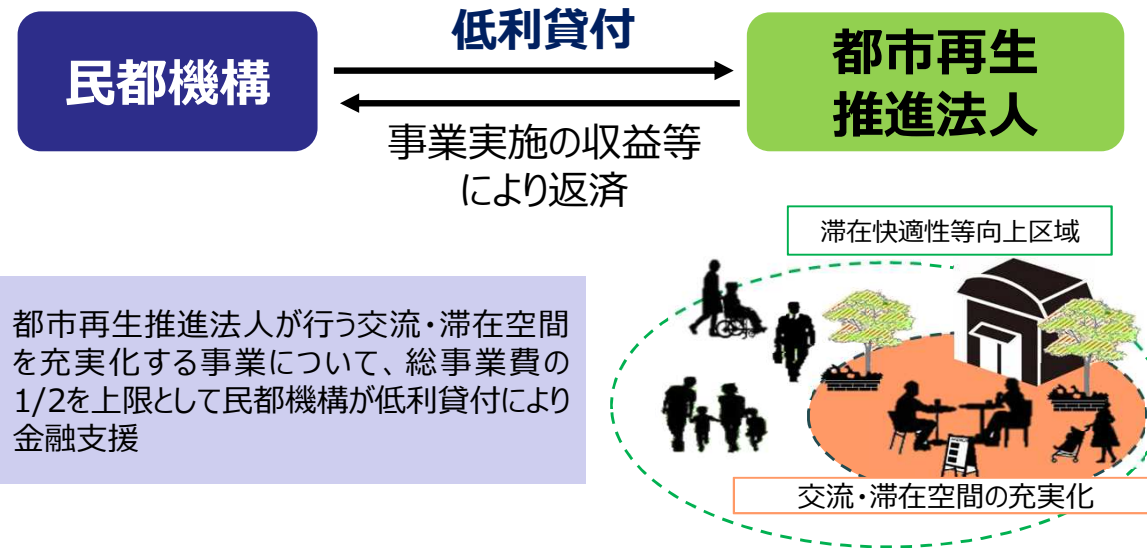 低利貸付
民都機構
都市再生
推進法人
事業実施の収益等
により返済
滞在快適性等向上区域
都市再生推進法人が行う交流・滞在空間
を充実化する事業について、総事業費の
1/2を上限として民都機構が低利貸付により
金融支援
交流・滞在空間の充実化